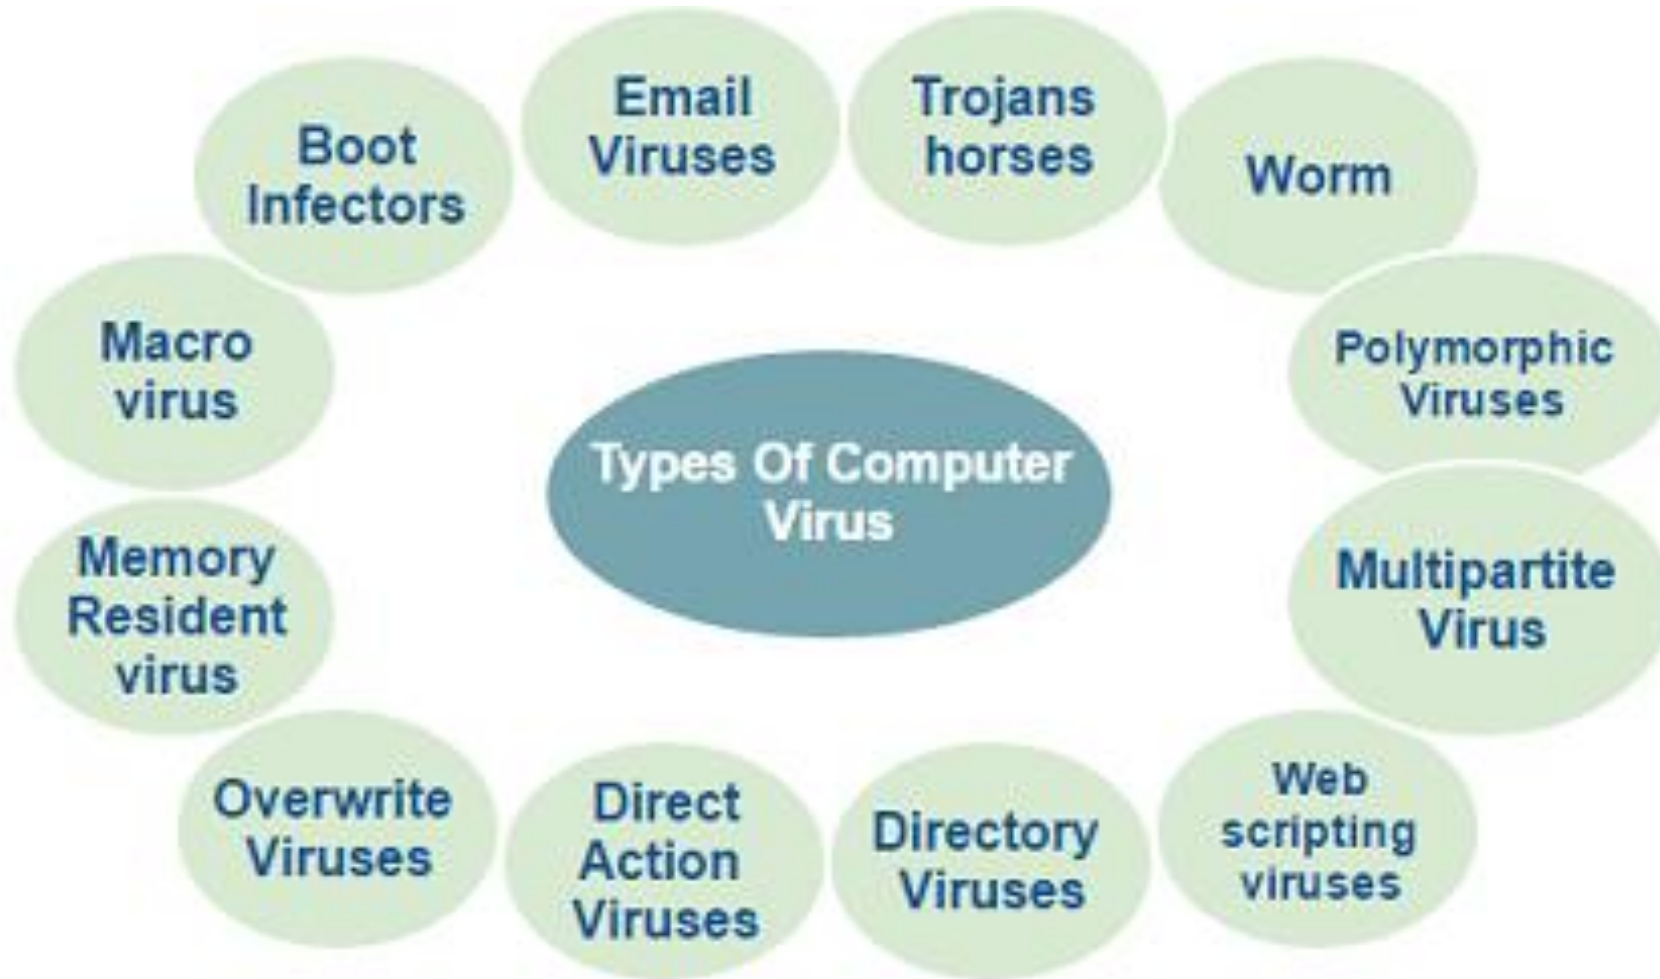 Email
Viruses
Trojans
horses
Boot
Infectors
Worm
Macro
virus
Polymorphic
Viruses
Types Of Computer
Virus
Memory
Resident
virus
Multipartite
Virus
Overwrite
Viruses
Direct
Action
Viruses
Directory
Viruses
Web
scripting
viruses